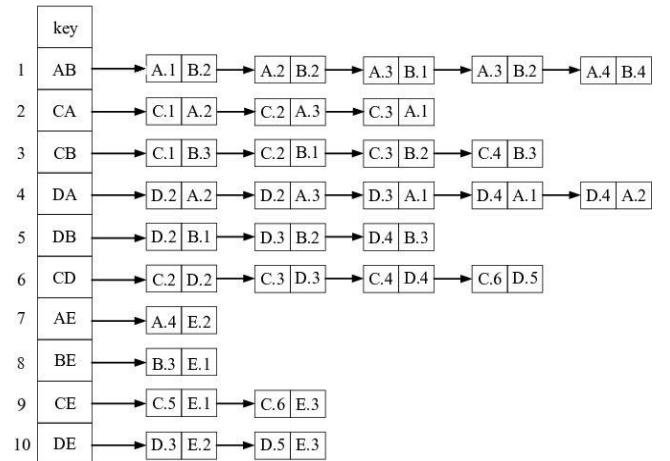 key
1 AB A.1 B.2 A.2 B.2 A.3 B.1 A.3 B.2 A.4 B.4
2 CA C.1 A.2 C.2 A.3 C.3 A.1
3 CB C.1 B.3 C.2 B.1 C.3 B.2 C.4 B.3
4 DA D.2 A.2 D.2 A.3 D.3 A.1 D.4 A.1 D.4 A.2
5 DB D.2 B.1 D.3 B.2 D.4 B.3
6 CD C.2 D.2 C.3 D.3 C.4 D.4 C.6 D.5
7 AE A.4 E.2
8 BE B.3 E.1
9 CE C.5 E.1 C.6 E.3
10 DE D.3 E.2 D.5 E.3